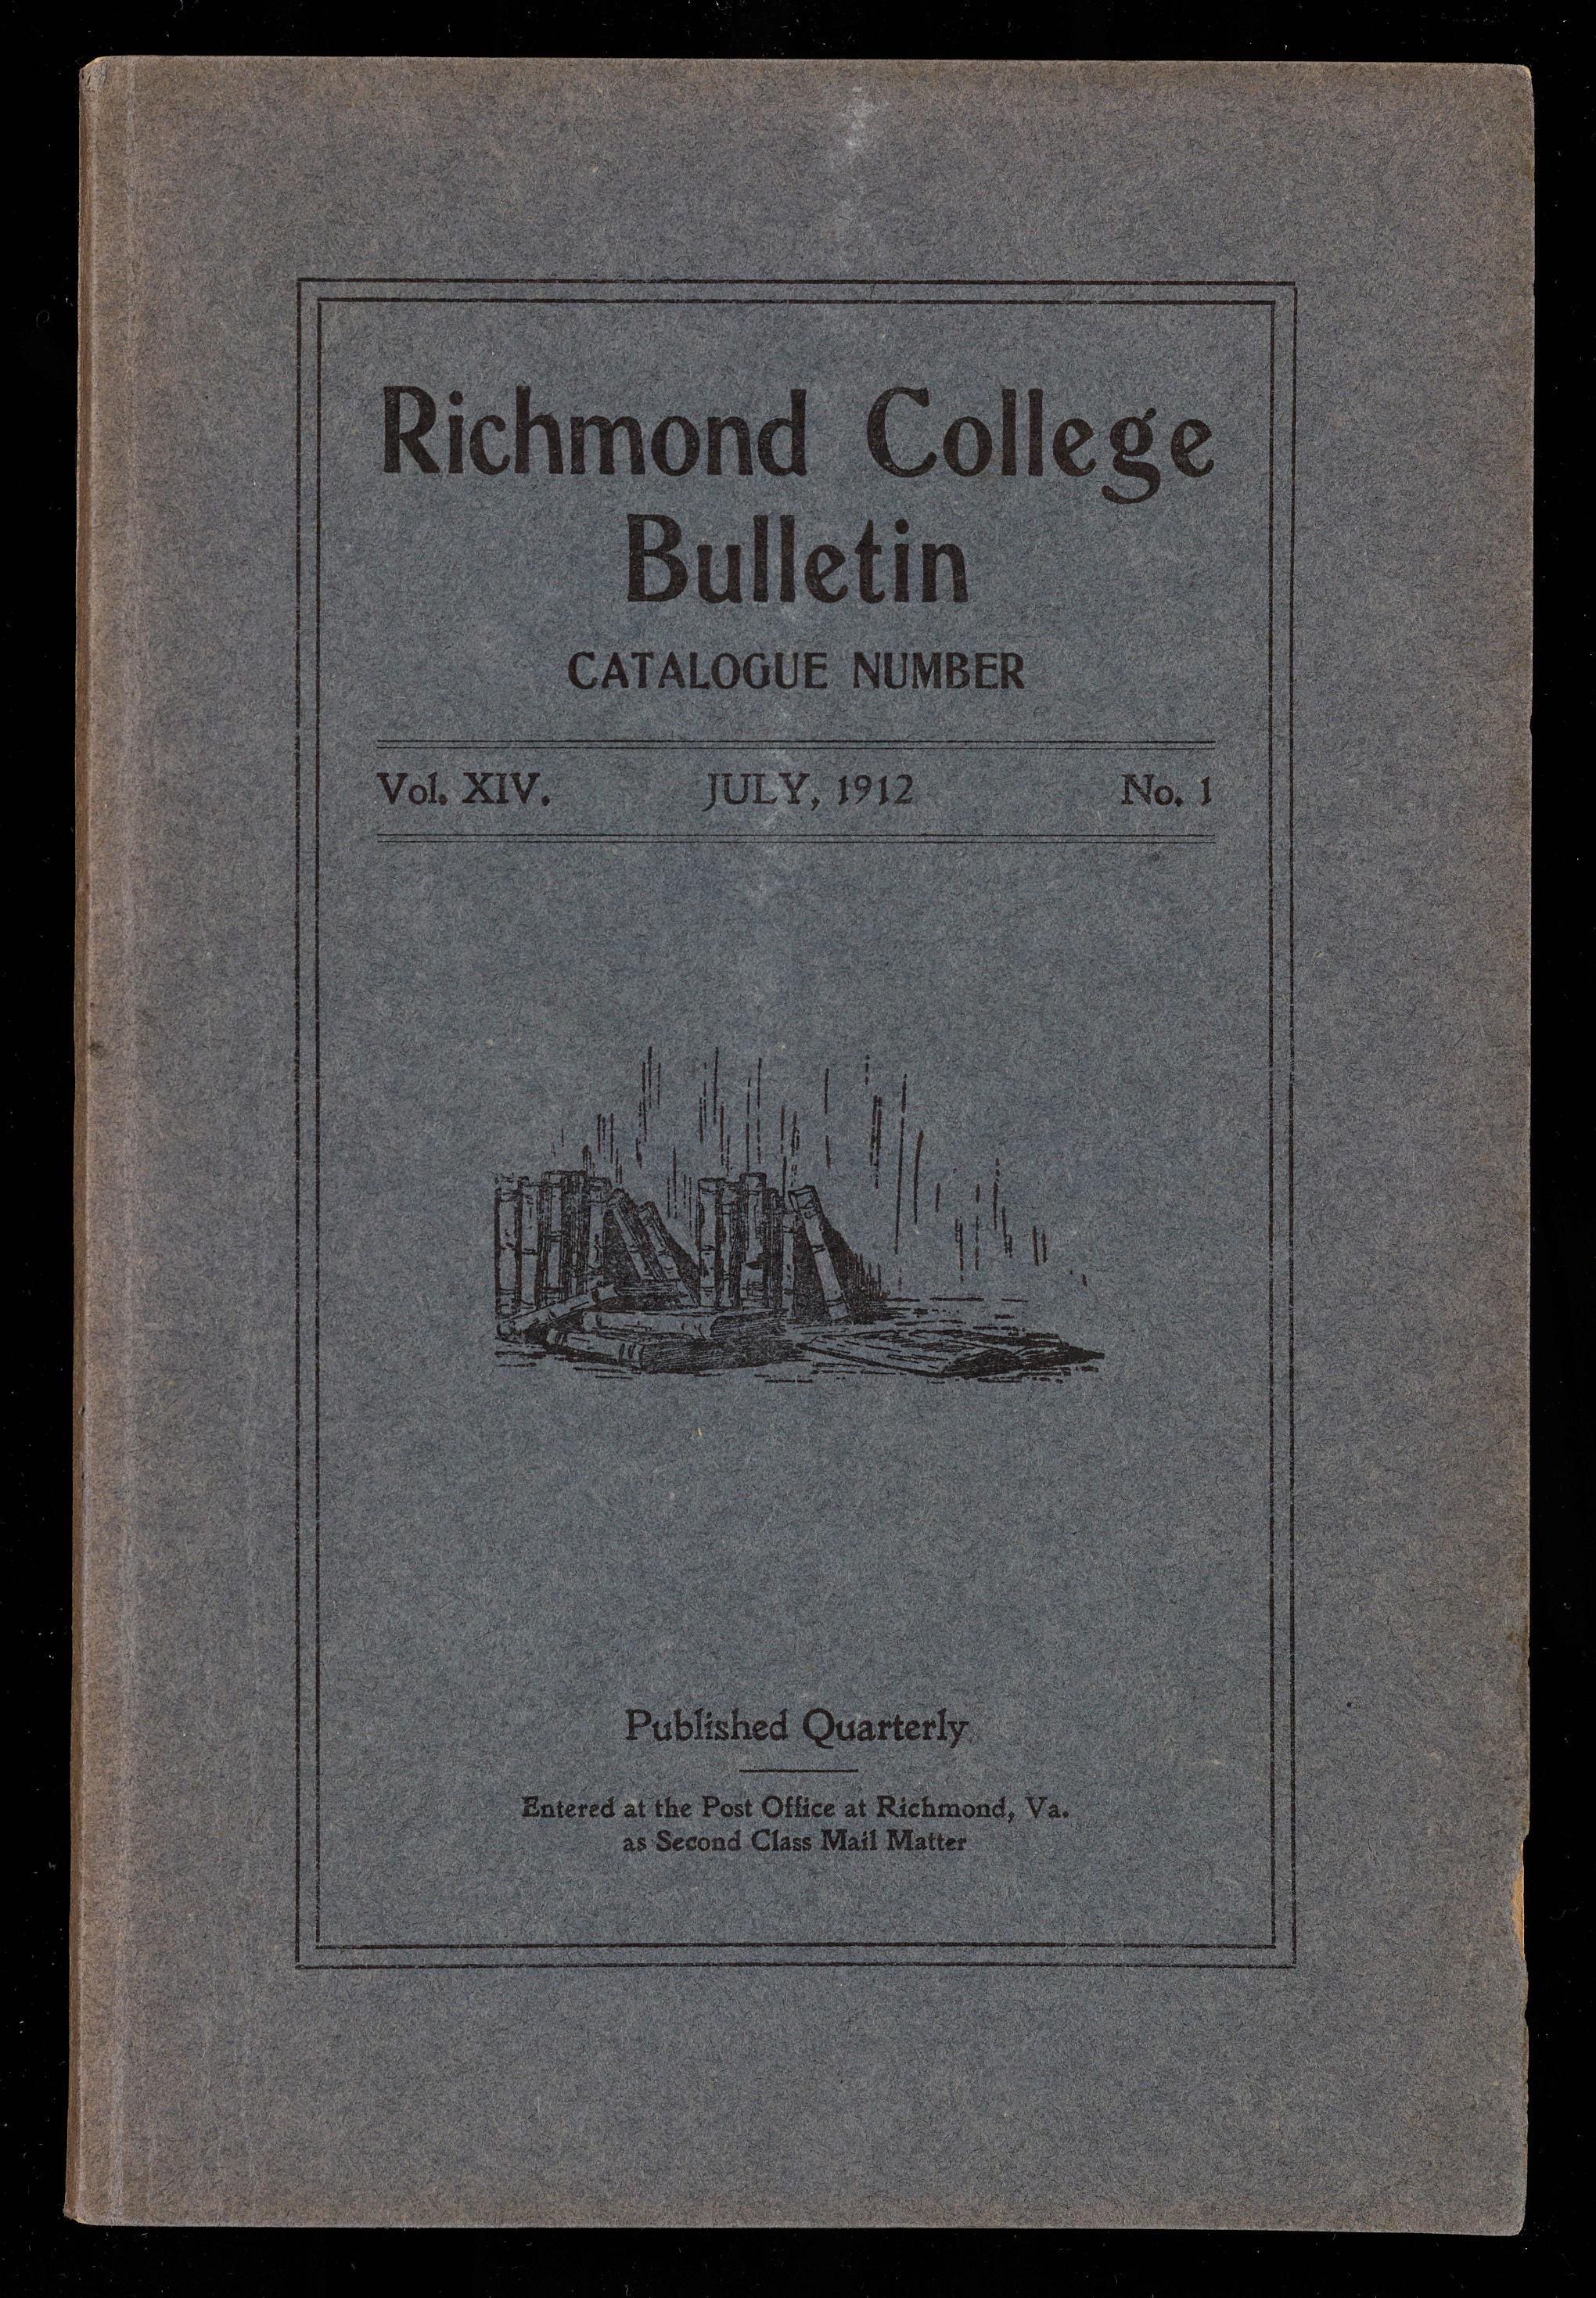 Richmond College
Bulletin
CATALOGUE NUMBER
Vol. XIV. JULY, 1912 No. 1
Published Quarterly
Entered at the Post Office at Richmond, Va.
as Second Class Mail Matter